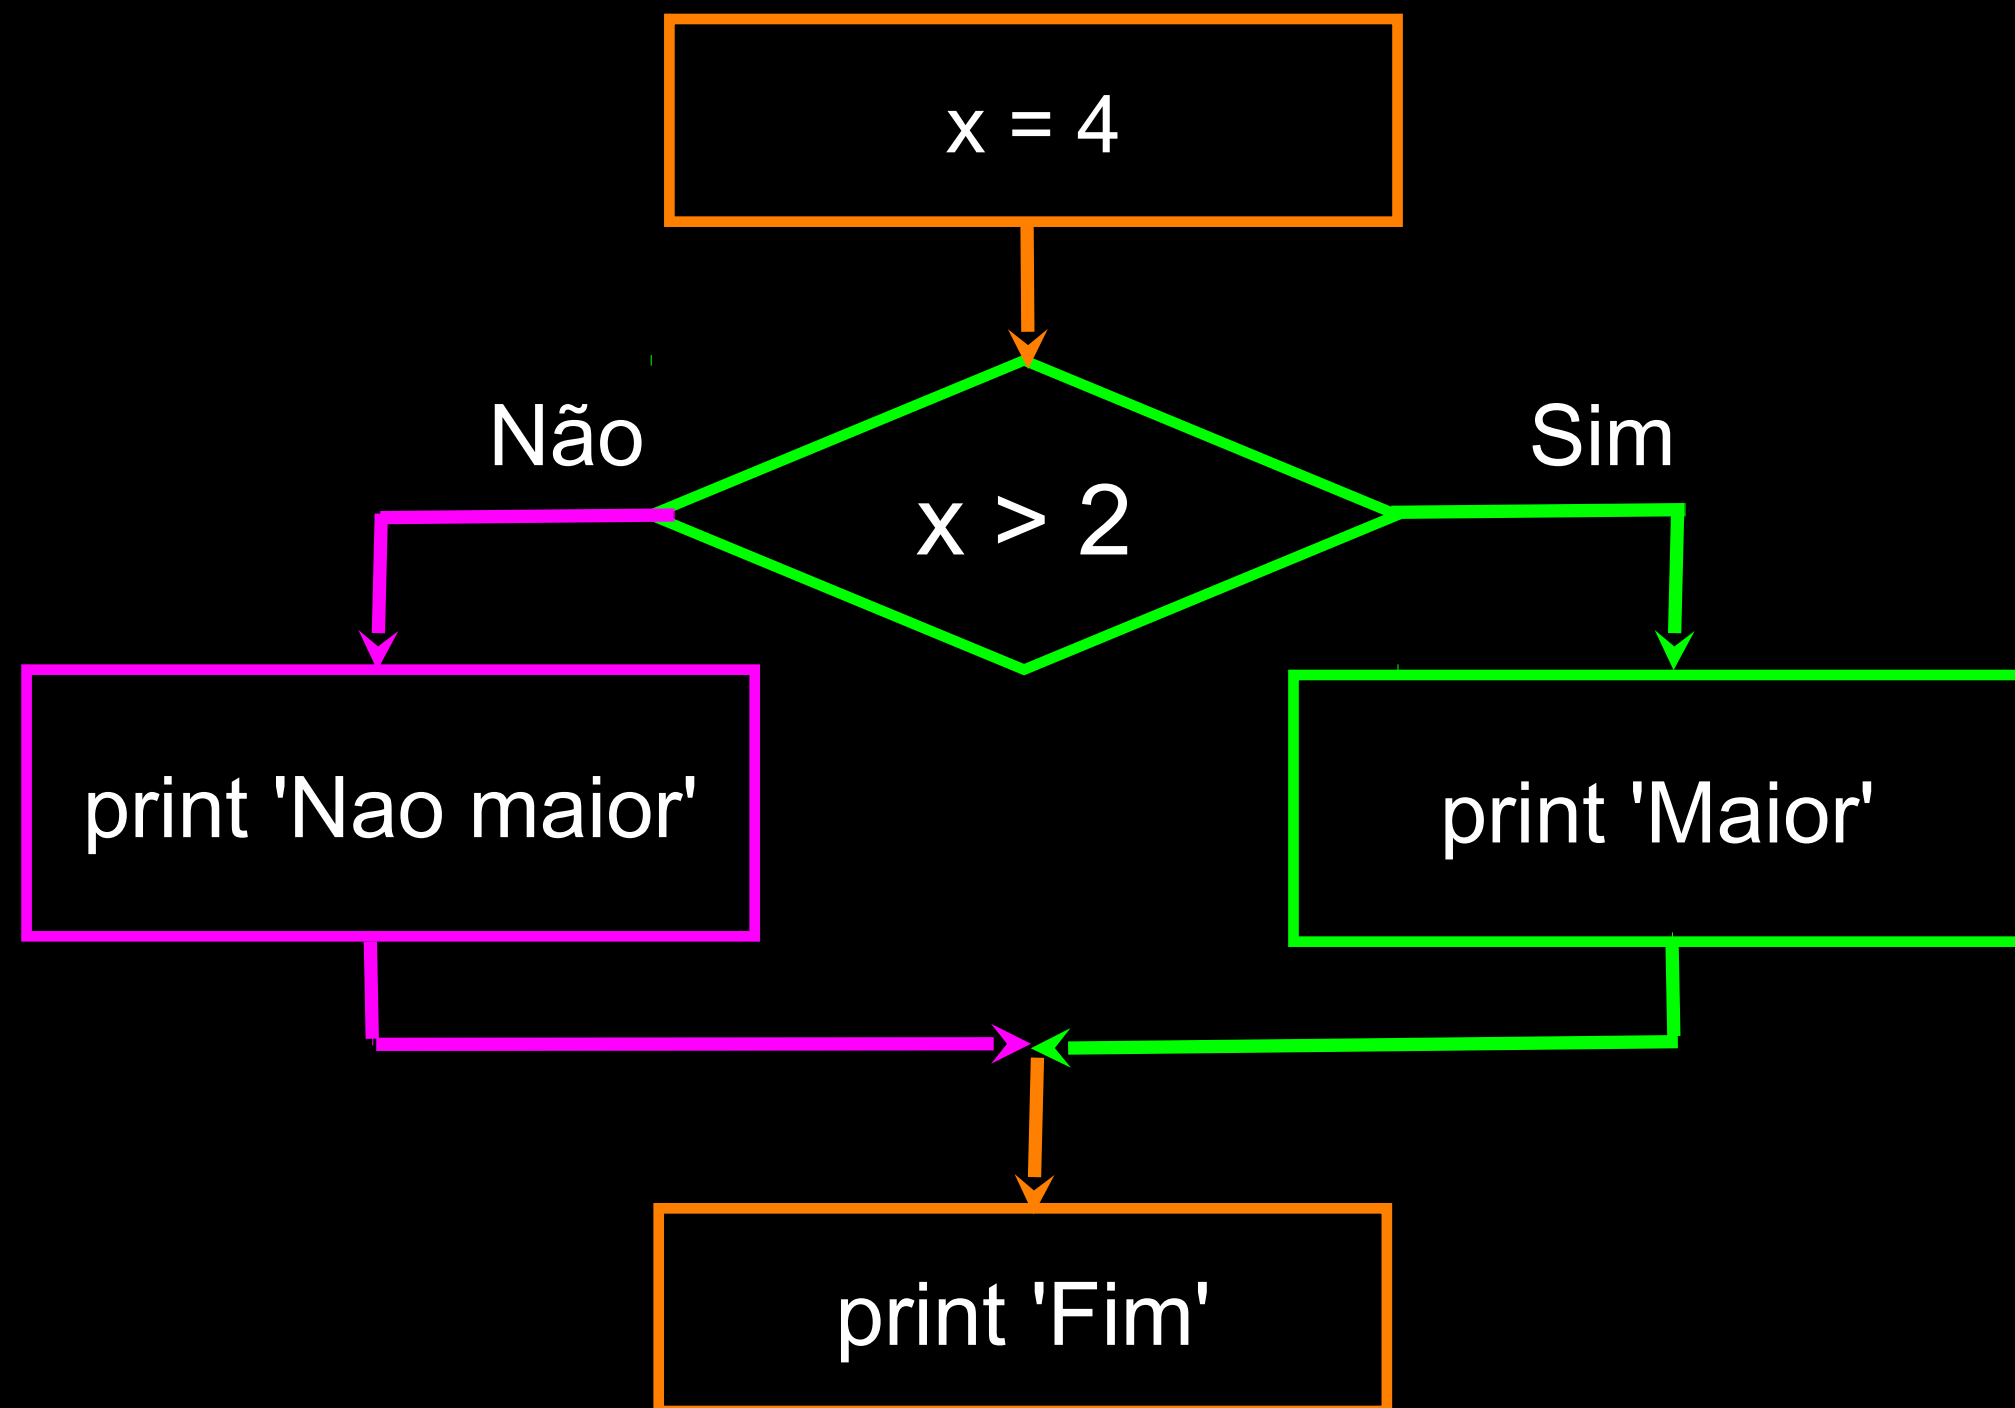 x = 4
Não
Sim
x > 2
print 'Nao maior'
print 'Maior'
print 'Fim'